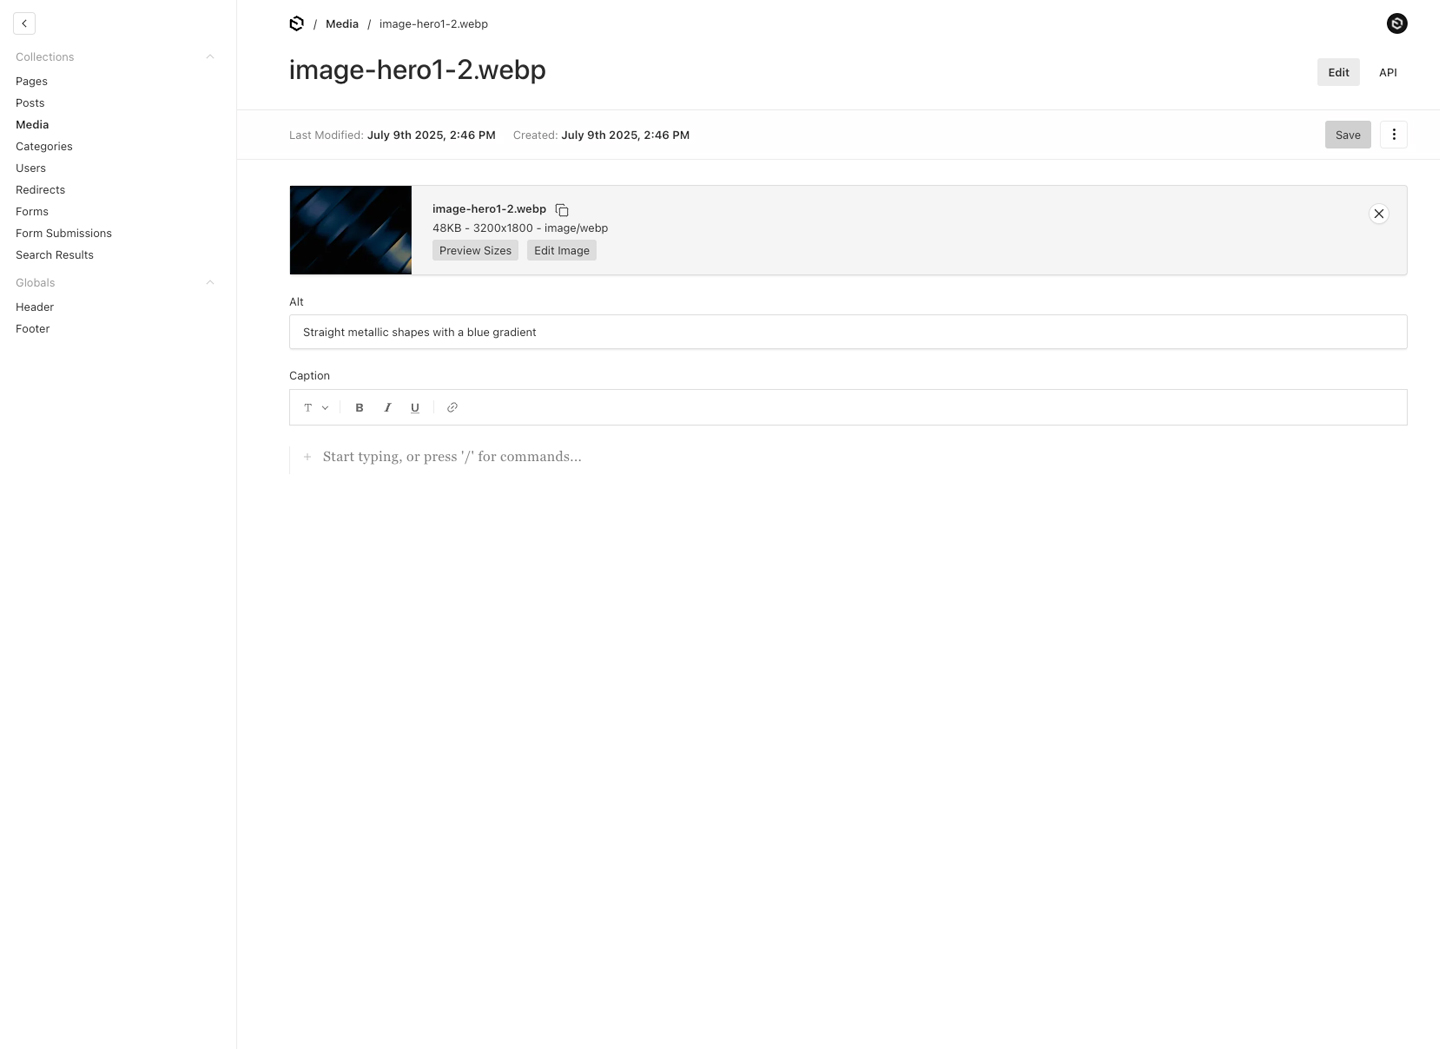 Collections
Pages
Posts
Media
Categories
Users
Redirects
Forms
Form Submissions
Search Results
Globals
Header
Footer
/ Media / image-hero1-2.webp
image-hero1-2.webp
Edit API
Last Modified: July 9th 2025, 2:46 PM Created: July 9th 2025, 2:46 PM
Save
image-hero1-2.webp
48KB - 3200x1800 - image/webp
Preview Sizes Edit Image
Alt
Straight metallic shapes with a blue gradient
Caption
T B I U
+ Start typing, or press '/' for commands...